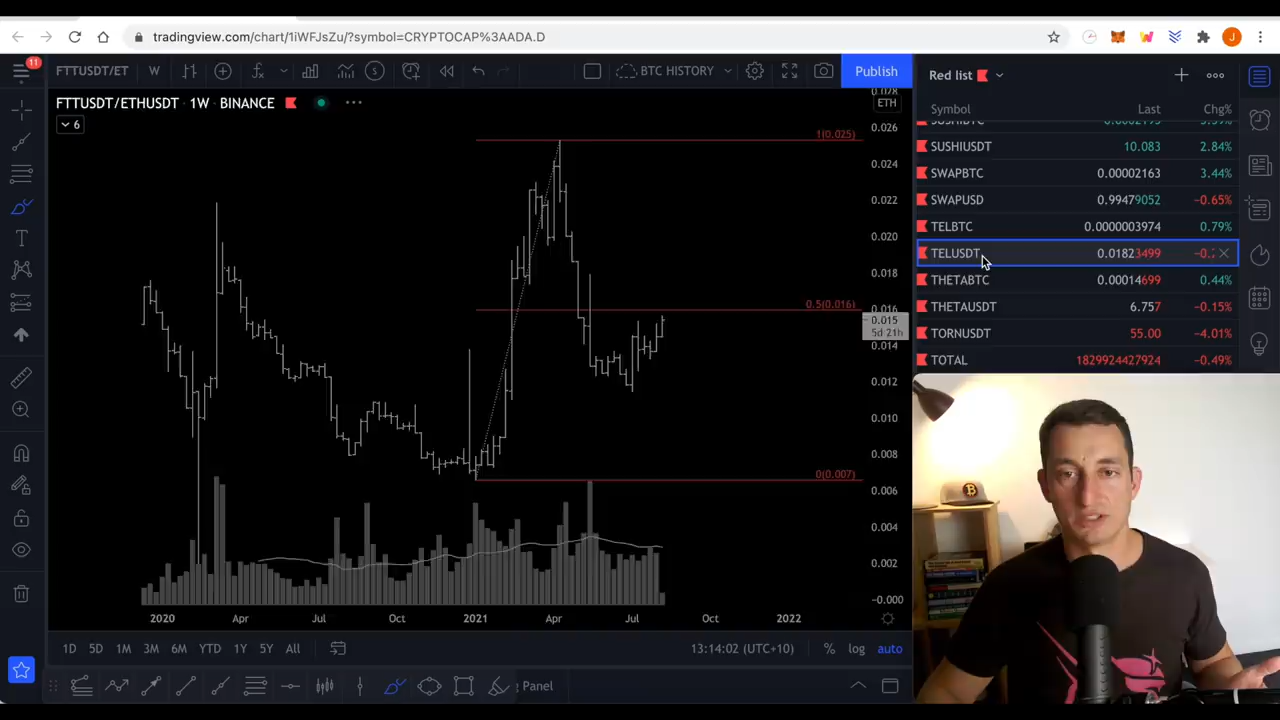 tradingview.com/chart/1iWFJsZu/?symbol=CRYPTOCAP%3AADA.D
J
11
FTTUSDT/ET
W
BTC HISTORY
Publish
Red list
FTTUSDT/ETHUSDT · 1W · BINANCE
ETH
6
Symbol
Last
Chg%
SUSHIUSDT 10.083 2.84%
SWAPBTC 0.00002163 3.44%
SWAPUSD 0.99479052 −0.65%
TELBTC 0.0000003974 0.79%
TELUSDT 0.01823499
THETABTC 0.00014699 0.44%
THETAUSDT 6.757 −0.15%
TORNUSDT 55.00 −4.01%
TOTAL 1829924427924 −0.49%
1(0.025)
0.5(0.016)
0(0.007)
0.026
0.024
0.022
0.020
0.018
0.016
0.015
5d 21h
0.014
0.012
0.010
0.008
0.006
0.004
0.002
−0.000
2020 Apr Jul Oct 2021 Apr Jul Oct 2022
1D 5D 1M 3M 6M YTD 1Y 5Y All
13:14:02 (UTC+10)
% log auto
Panel